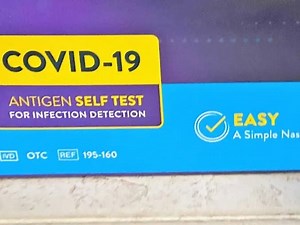 COVID-19
ANTIGEN SELF TEST
FOR INFECTION DETECTION
EASY
A Simple Nas
IVD OTC REF 195-160